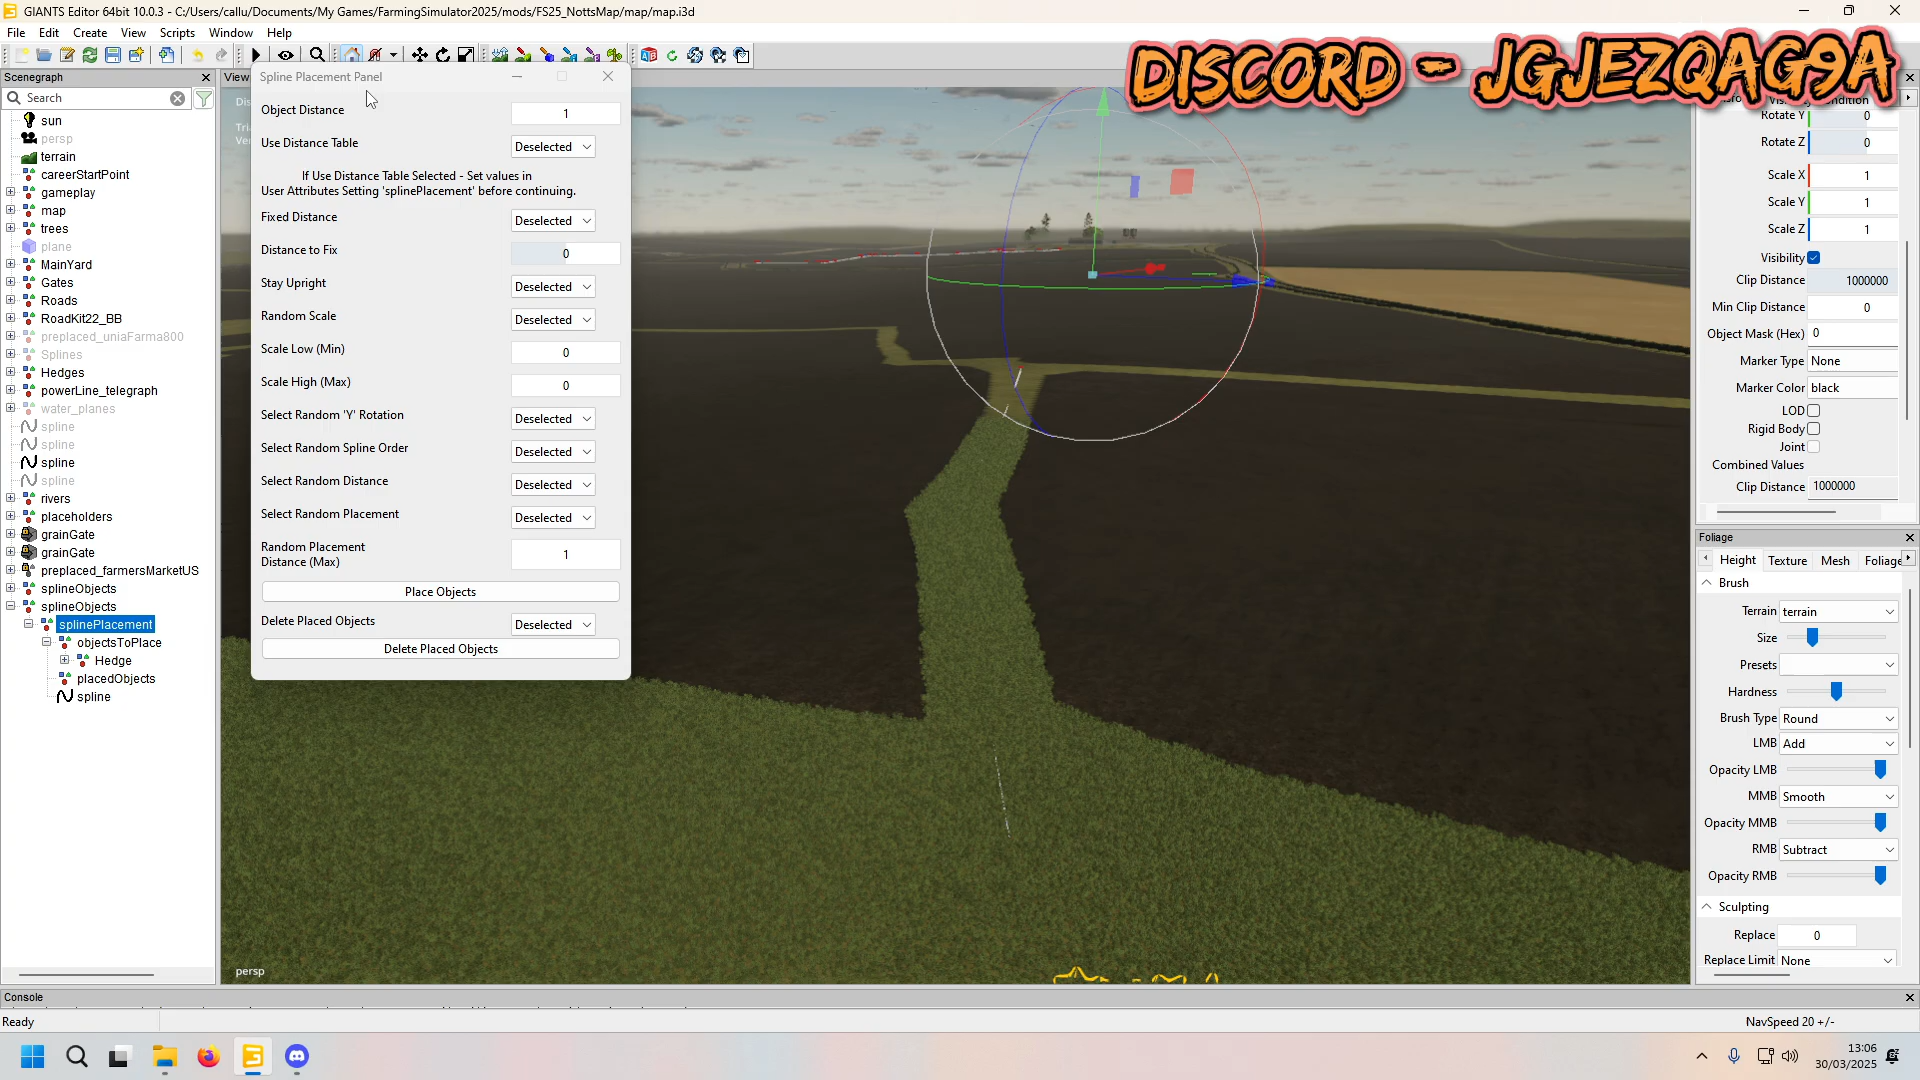 GIANTS Editor 64bit 10.0.3 - C:/Users/callu/Documents/My Games/FarmingSimulator2025/mods/FS25_NottsMap/map/map.i3d
File Edit Create View Scripts Window Help
DISCORD - JGJEZQAG9A
Scenegraph
Search
sun
persp
terrain
careerStartPoint
gameplay
map
trees
plane
MainYard
Gates
Roads
RoadKit22_BB
preplaced_uniaFarma800
Splines
Hedges
powerLine_telegraph
water_planes
spline
spline
spline
spline
rivers
placeholders
grainGate
grainGate
preplaced_farmersMarketUS
splineObjects
splineObjects
splinePlacement
objectsToPlace
Hedge
placedObjects
spline
View
Spline Placement Panel
Object Distance 1
Use Distance Table Deselected
If Use Distance Table Selected - Set values in
User Attributes Setting 'splinePlacement' before continuing.
Fixed Distance Deselected
Distance to Fix 0
Stay Upright Deselected
Random Scale Deselected
Scale Low (Min) 0
Scale High (Max) 0
Select Random 'Y' Rotation Deselected
Select Random Spline Order Deselected
Select Random Distance Deselected
Select Random Placement Deselected
Random Placement
Distance (Max) 1
Place Objects
Delete Placed Objects Deselected
Delete Placed Objects
persp
Rotate Y 0
Rotate Z 0
Scale X 1
Scale Y 1
Scale Z 1
Visibility
Clip Distance 1000000
Min Clip Distance 0
Object Mask (Hex) 0
Marker Type None
Marker Color black
LOD
Rigid Body
Joint
Combined Values
Clip Distance 1000000
Foliage
Height Texture Mesh Foliage
Brush
Terrain terrain
Size
Presets
Hardness
Brush Type Round
LMB Add
Opacity LMB
MMB Smooth
Opacity MMB
RMB Subtract
Opacity RMB
Sculpting
Replace 0
Replace Limit None
Console
Ready
NavSpeed 20 +/-
13:06
30/03/2025